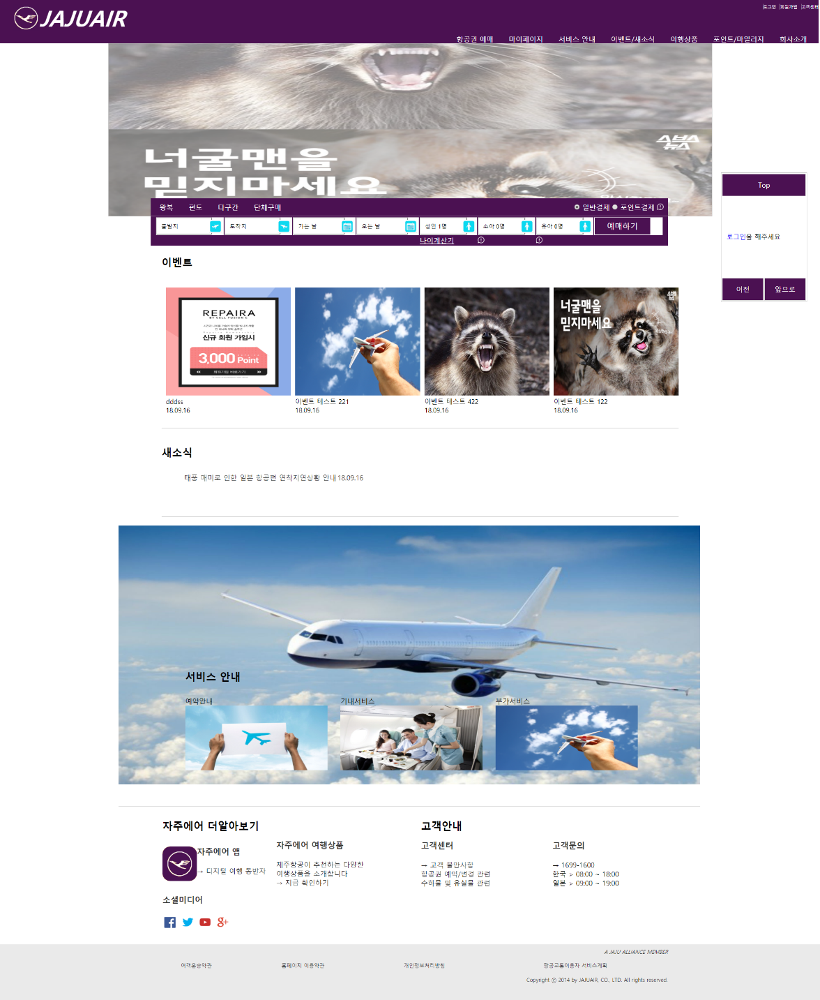 JAJUAIR
로그인 회원가입 고객센터
항공권 예매 마이페이지 서비스 안내 이벤트/새소식 여행상품 포인트/마일리지 회사소개
스브스
뉴스
너굴맨을
믿지마세요
왕복 편도 다구간 단체구매 일반결제 포인트결제
출발지 도착지 가는 날 오는 날 성인 1명 소아 0명 유아 0명 예매하기
나이계산기
Top
로그인을 해주세요
이전 앞으로
이벤트
REPAIRA
BY CELL FUSION C
신규 회원 가입시
3,000 Point
회원가입 바로가기
너굴맨을
믿지마세요
dddss
18.09.16
이벤트 테스트 221
18.09.16
이벤트 테스트 422
18.09.16
이벤트 테스트 122
18.09.16
새소식
태풍 매미로 인한 일본 항공편 연착지연상황 안내 18.09.16
서비스 안내
예약안내 기내서비스 부가서비스
자주에어 더알아보기
자주에어 앱
→ 디지털 여행 동반자
자주에어 여행상품
제주항공이 추천하는 다양한
여행상품을 소개합니다
→ 지금 확인하기
소셜미디어
고객안내
고객센터
→ 고객 불만사항
항공권 예약/변경 관련
수하물 및 유실물 관련
고객문의
→ 1699-1600
한국 > 08:00 ~ 18:00
일본 > 09:00 ~ 19:00
A JAJU ALLIANCE MEMBER
여객운송약관 홈페이지 이용약관 개인정보처리방침 항공교통이용자 서비스계획
Copyright ⓒ 2014 by JAJUAIR, CO., LTD. All rights reserved.